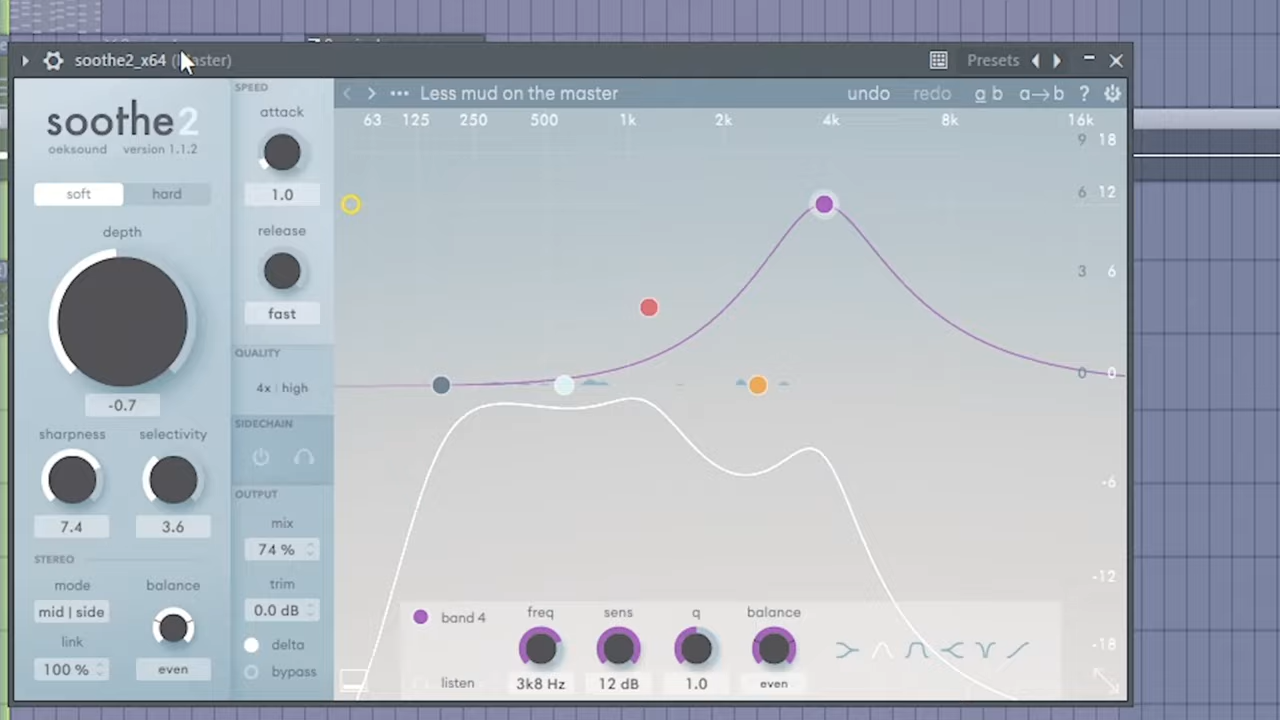 soothe2_x64 (Master)
Presets
soothe2
oeksound version 1.1.2
soft hard
depth
-0.7
sharpness selectivity
7.4 3.6
STEREO
mode balance
mid | side
link
100 % even
SPEED
attack
1.0
release
fast
QUALITY
4x | high
SIDECHAIN
OUTPUT
mix
74 %
trim
0.0 dB
delta
bypass
Less mud on the master undo redo a b a→b ?
63 125 250 500 1k 2k 4k 8k 16k
9 18
6 12
3 6
0 0
-6
-12
-18
band 4 freq sens q balance
listen 3k8 Hz 12 dB 1.0 even